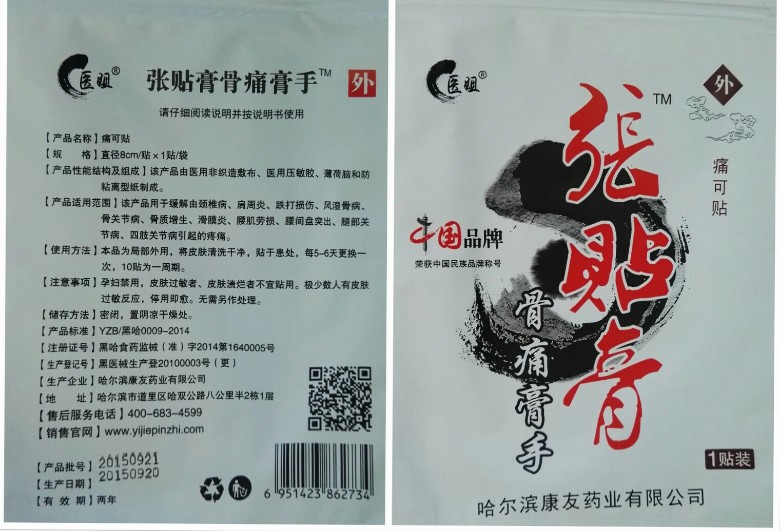 医姐®
张贴膏骨痛膏手™
外
请仔细阅读说明并按说明书使用
【产品名称】痛可贴
【规 格】直径8cm/贴×1贴/袋
【产品性能结构及组成】该产品由医用非织造敷布、医用压敏胶、薄荷脑和防
粘离型纸制成。
【产品适用范围】该产品用于缓解由颈椎病、肩周炎、跌打损伤、风湿骨病、
骨关节病、骨质增生、滑膜炎、腰肌劳损、腰间盘突出、腿部关
节病、四肢关节病引起的疼痛。
【使用方法】本品为局部外用，将皮肤清洗干净，贴于患处，每5-6天更换一
次，10贴为一周期。
【注意事项】孕妇禁用，皮肤过敏者、皮肤溃烂者不宜贴用。极少数人有皮肤
过敏反应，停用即愈。无需另作处理。
【储存方法】密闭，置阴凉干燥处。
【产品标准】YZB/黑哈0009-2014
【注册证号】黑哈食药监械（准）字2014第1640005号
【生产登记号】黑医械生产登20100003号（更）
【生产企业】哈尔滨康友药业有限公司
【地 址】哈尔滨市道里区哈双公路八公里半2栋1层
【售后服务电话】400-683-4599
【销售官网】www.yijiepinzhi.com
【产品批号】20150921
【生产日期】20150920
【有 效 期】两年
6 951423 862734
医姐®
外
张贴膏™
痛可贴
中国品牌
荣获中国民族品牌称号
骨痛膏手
1贴装
哈尔滨康友药业有限公司